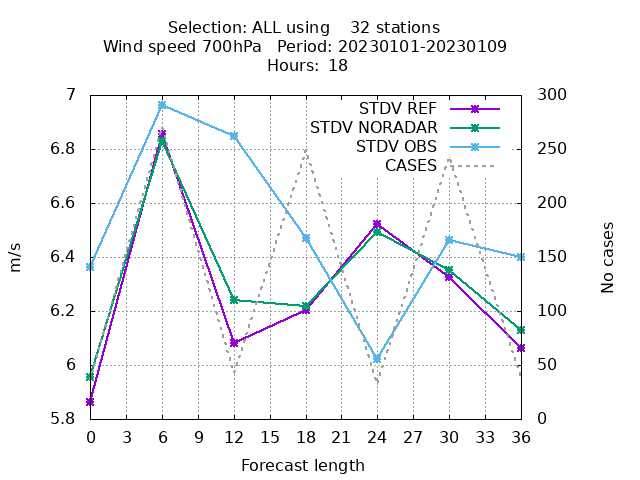 Selection: ALL using    32 stations
Wind speed 700hPa   Period: 20230101-20230109
Hours:  18
7 300
STDV REF
STDV NORADAR
6.8 STDV OBS 250
CASES
6.6 200
6.4 150
m/s
No cases
6.2 100
6 50
5.8 0
0 3 6 9 12 15 18 21 24 27 30 33 36
Forecast length